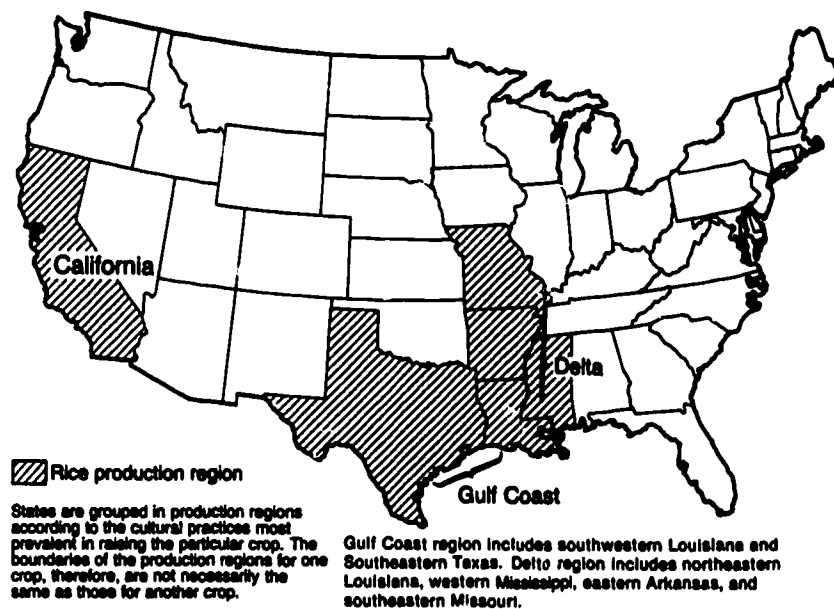 California
Delta
Gulf Coast
Rice production region
States are grouped in production regions
according to the cultural practices most
prevalent in raising the particular crop. The
boundaries of the production regions for one
crop, therefore, are not necessarily the
same as those for another crop.
Gulf Coast region includes southwestern Louisiana and
Southeastern Texas. Delta region includes northeastern
Louisiana, western Mississippi, eastern Arkansas, and
southeastern Missouri.